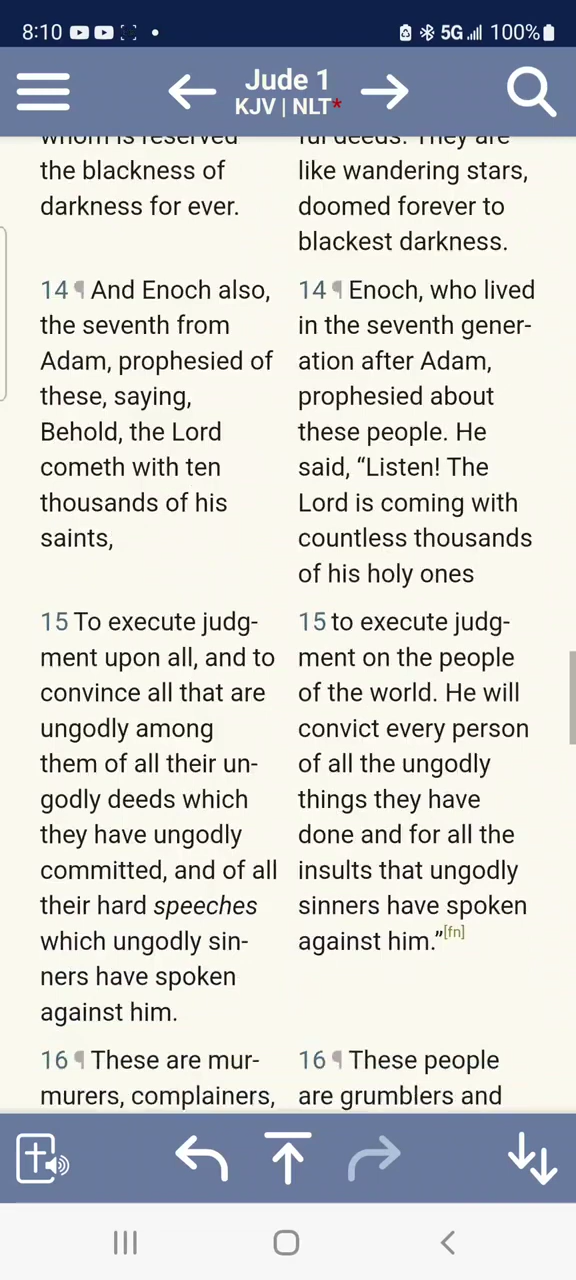 8:10
5G 100%
Jude 1
KJV | NLT*
whom is reserved
the blackness of
darkness for ever.
14 ¶ And Enoch also,
the seventh from
Adam, prophesied of
these, saying,
Behold, the Lord
cometh with ten
thousands of his
saints,
15 To execute judg-
ment upon all, and to
convince all that are
ungodly among
them of all their un-
godly deeds which
they have ungodly
committed, and of all
their hard speeches
which ungodly sin-
ners have spoken
against him.
16 ¶ These are mur-
murers, complainers,
ful deeds. They are
like wandering stars,
doomed forever to
blackest darkness.
14 ¶ Enoch, who lived
in the seventh gener-
ation after Adam,
prophesied about
these people. He
said, “Listen! The
Lord is coming with
countless thousands
of his holy ones
15 to execute judg-
ment on the people
of the world. He will
convict every person
of all the ungodly
things they have
done and for all the
insults that ungodly
sinners have spoken
against him.”[fn]
16 ¶ These people
are grumblers and